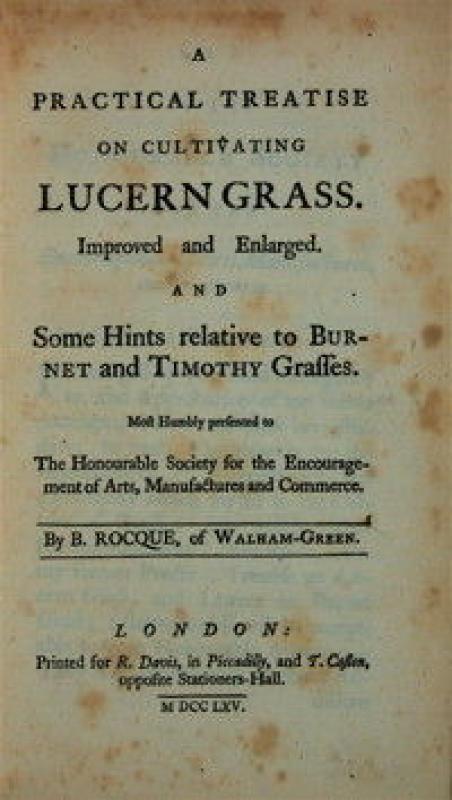 A
PRACTICAL TREATISE
ON CULTIVATING
LUCERN GRASS.
Improved and Enlarged.
AND
Some Hints relative to BUR-
NET and TIMOTHY Graſſes.
Moſt Humbly preſented to
The Honourable Society for the Encourage-
ment of Arts, Manufactures and Commerce.
By B. ROCQUE, of WALHAM-GREEN.
LONDON:
Printed for R. Davis, in Piccadilly, and T. Caſlon,
oppoſite Stationers-Hall.
M DCC LXV.